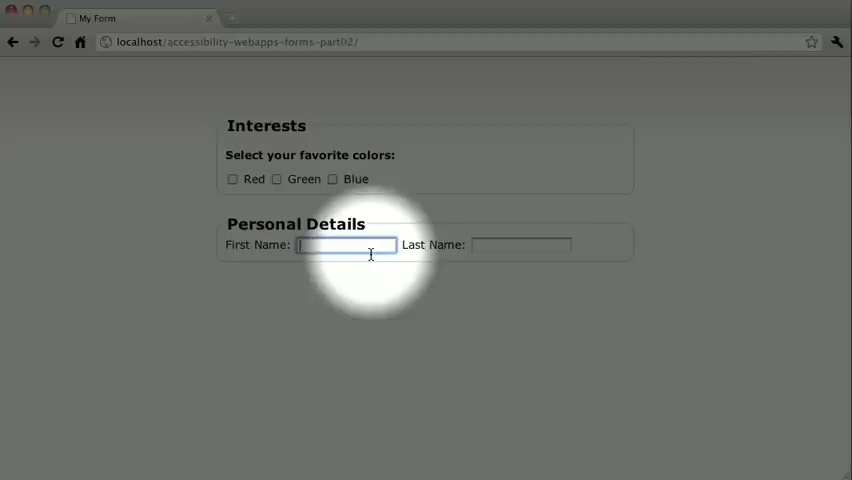 My Form
localhost/accessibility-webapps-forms-part02/
Interests
Select your favorite colors:
Red Green Blue
Personal Details
First Name: Last Name: